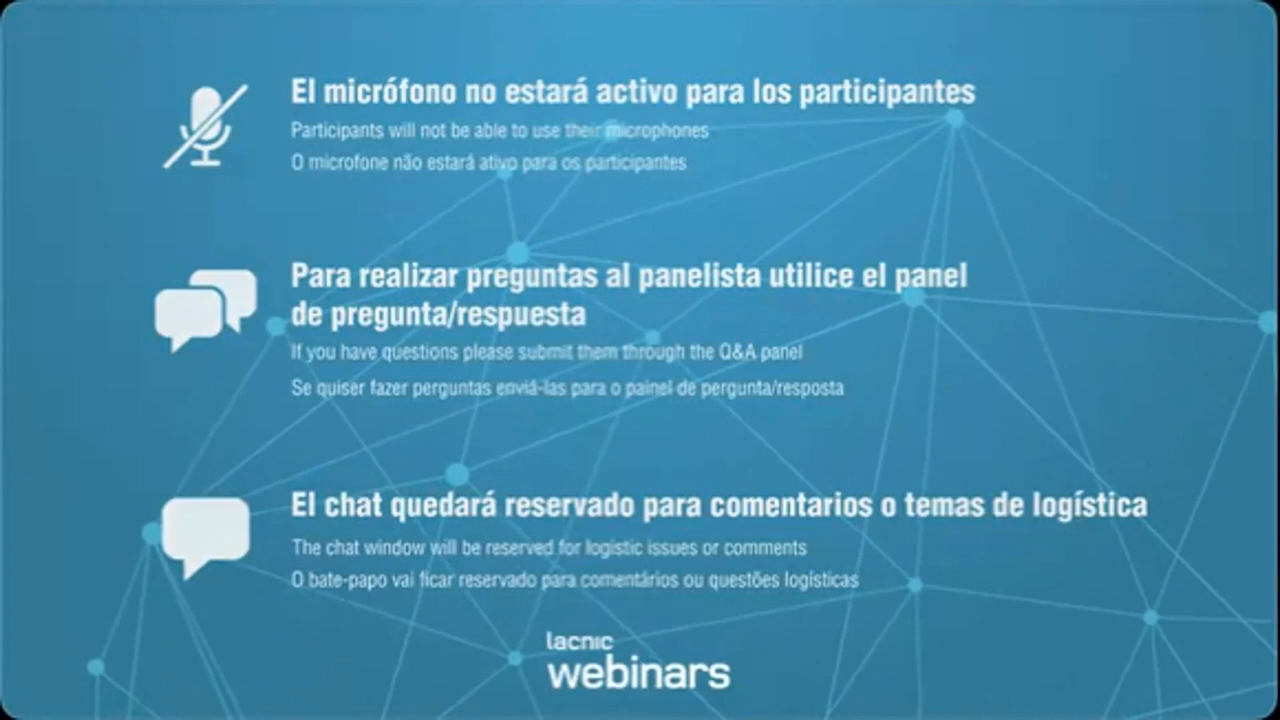 El micrófono no estará activo para los participantes
Participants will not be able to use their microphones
O microfone não estará ativo para os participantes
Para realizar preguntas al panelista utilice el panel
de pregunta/respuesta
If you have questions please submit them through the Q&A panel
Se quiser fazer perguntas enviá-las para o painel de pergunta/resposta
El chat quedará reservado para comentarios o temas de logística
The chat window will be reserved for logistic issues or comments
O bate-papo vai ficar reservado para comentários ou questões logísticas
lacnic
webinars